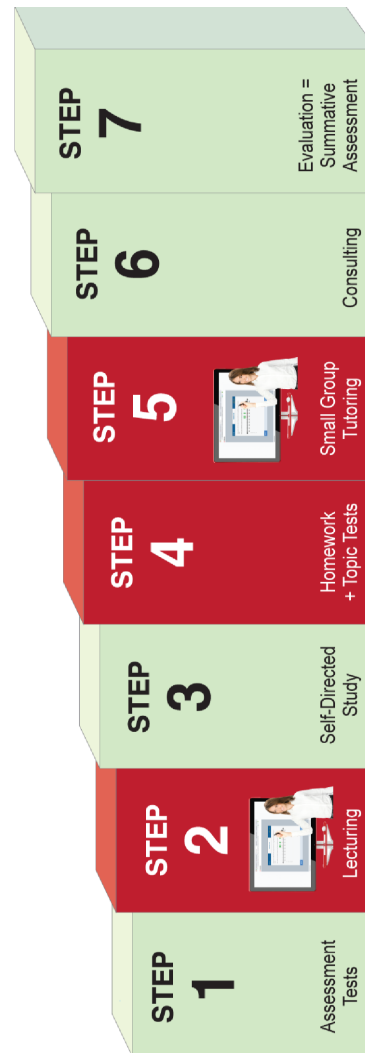 STEP
1
Assessment
Tests
STEP
2
Lecturing
STEP
3
Self-Directed
Study
STEP
4
Homework
+ Topic Tests
STEP
5
Small Group
Tutoring
STEP
6
Consulting
STEP
7
Evaluation =
Summative
Assessment